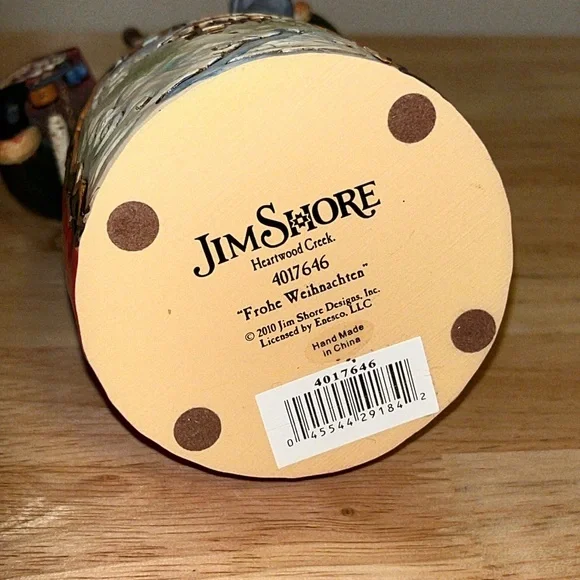 JIM SHORE
Heartwood Creek.
4017646
"Frohe Weihnachten"
© 2010 Jim Shore Designs, Inc.
Licensed by Enesco, LLC
Hand Made
in China
4017646
0 45544 29184 2